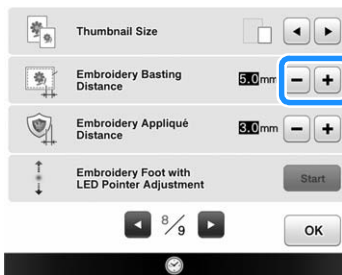 Thumbnail Size
Embroidery Basting
Distance
5.0mm
- +
Embroidery Appliqué
Distance
3.0mm
- +
Embroidery Foot with
LED Pointer Adjustment
Start
8/9
OK